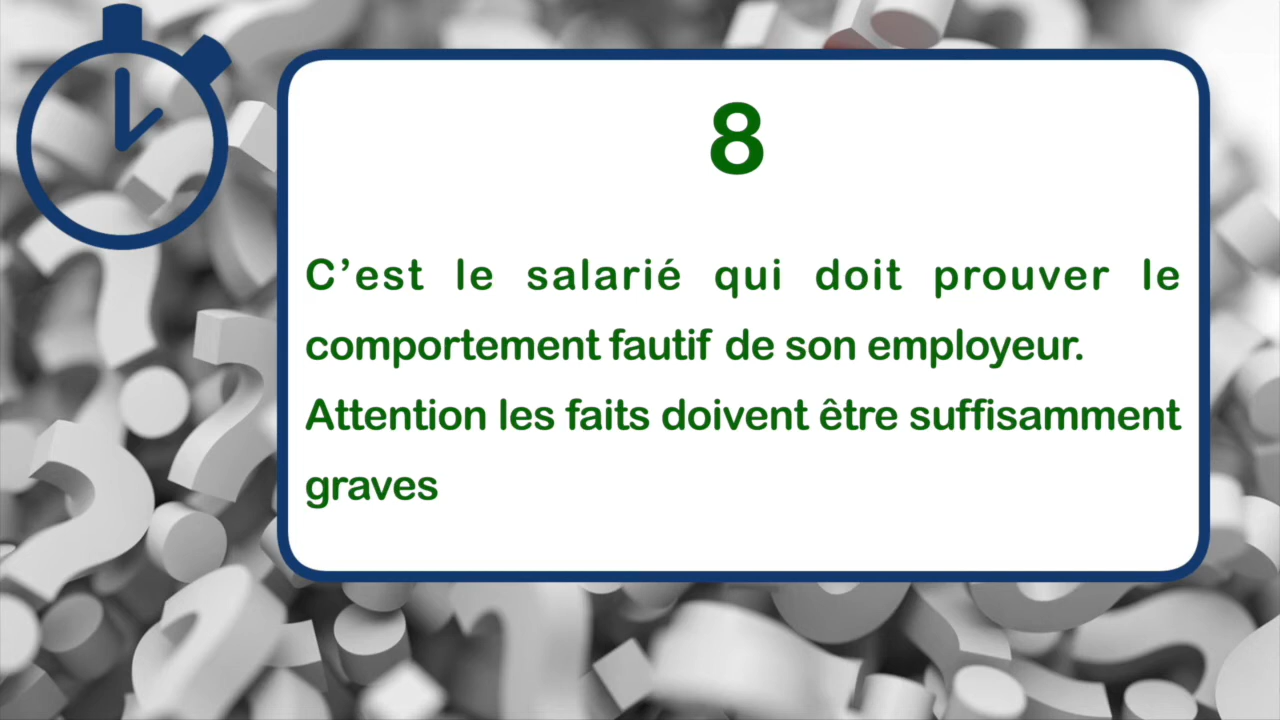 8
C’est le salarié qui doit prouver le
comportement fautif de son employeur.
Attention les faits doivent être suffisamment
graves